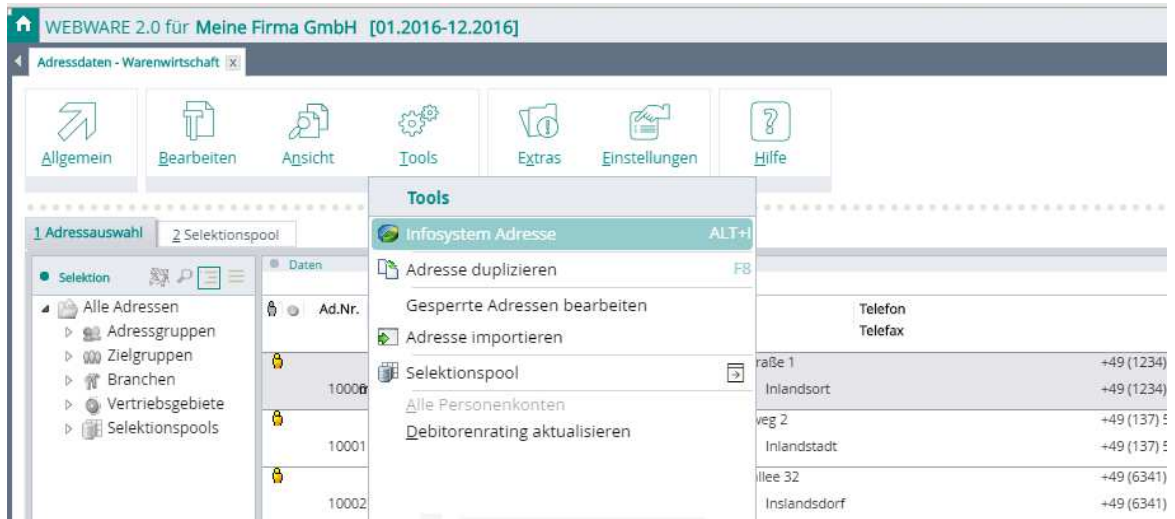 WEBWARE 2.0 für Meine Firma GmbH [01.2016-12.2016]
Adressdaten - Warenwirtschaft x
Allgemein Bearbeiten Ansicht Tools Extras Einstellungen Hilfe
Tools
Infosystem Adresse ALT+I
Adresse duplizieren F8
Gesperrte Adressen bearbeiten
Adresse importieren
Selektionspool
Alle Personenkonten
Debitorenrating aktualisieren
1 Adressauswahl 2 Selektionspool
Selektion
Alle Adressen
Adressgruppen
Zielgruppen
Branchen
Vertriebsgebiete
Selektionspools
Daten
Ad.Nr. Telefon
Telefax
raße 1 +49 (1234)
Inlandsort +49 (1234)
weg 2 +49 (137) 5
10001 Inlandstadt +49 (137) 5
allee 32 +49 (6341)
10002 Inslandsdorf +49 (6341)